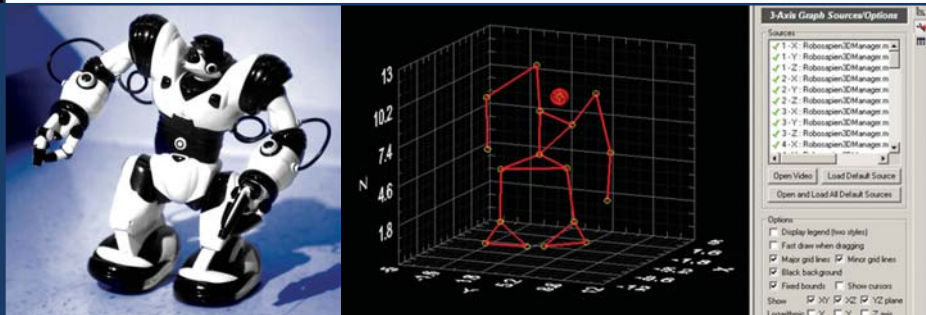 3-Axis Graph Sources/Options
Sources
1 - X : Robosapien3DManager.m
1 - Y : Robosapien3DManager.m
1 - Z : Robosapien3DManager.m
2 - X : Robosapien3DManager.m
2 - Y : Robosapien3DManager.m
2 - Z : Robosapien3DManager.m
3 - X : Robosapien3DManager.m
3 - Y : Robosapien3DManager.m
3 - Z : Robosapien3DManager.m
4 - X : Robosapien3DManager.m
Open Video Load Default Source
Open and Load All Default Sources
Options
Display legend (two styles)
Fast draw when dragging
Major grid lines Minor grid lines
Black background
Fixed bounds Show cursors
Show XY XZ YZ plane
13
10.2
7.4
Z
4.6
1.8
Y
X
-12